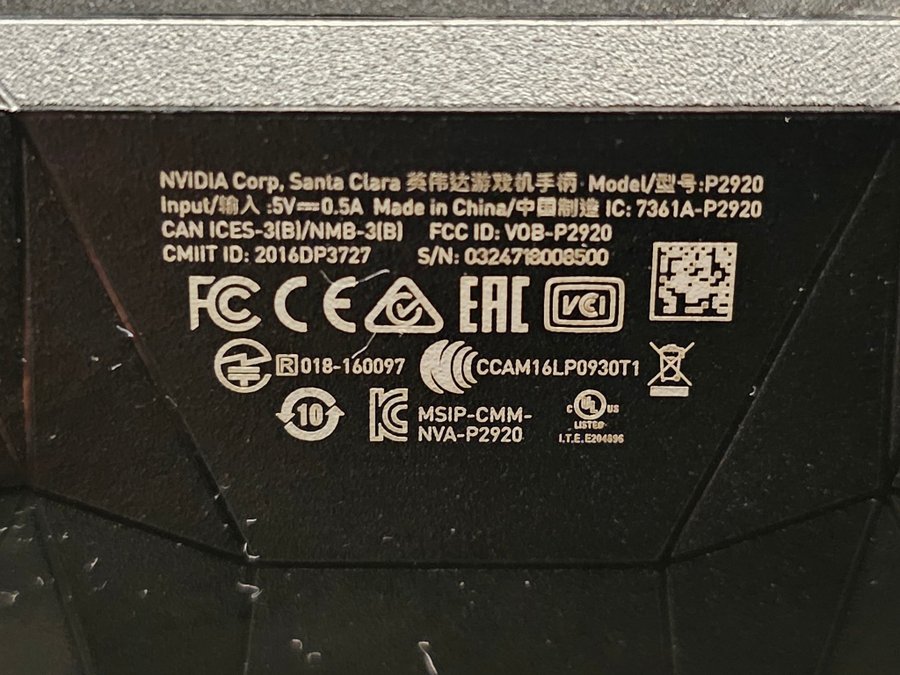 NVIDIA Corp, Santa Clara 英伟达游戏机手柄 Model/型号:P2920
Input/输入 :5V⎓0.5A Made in China/中国制造 IC: 7361A-P2920
CAN ICES-3(B)/NMB-3(B) FCC ID: VOB-P2920
CMIIT ID: 2016DP3727 S/N: 0324718008500
FC CE EAC VCI
R 018-160097 CCAM16LP0930T1
10 MSIP-CMM-
NVA-P2920
c UL US
LISTED
I.T.E. E204896